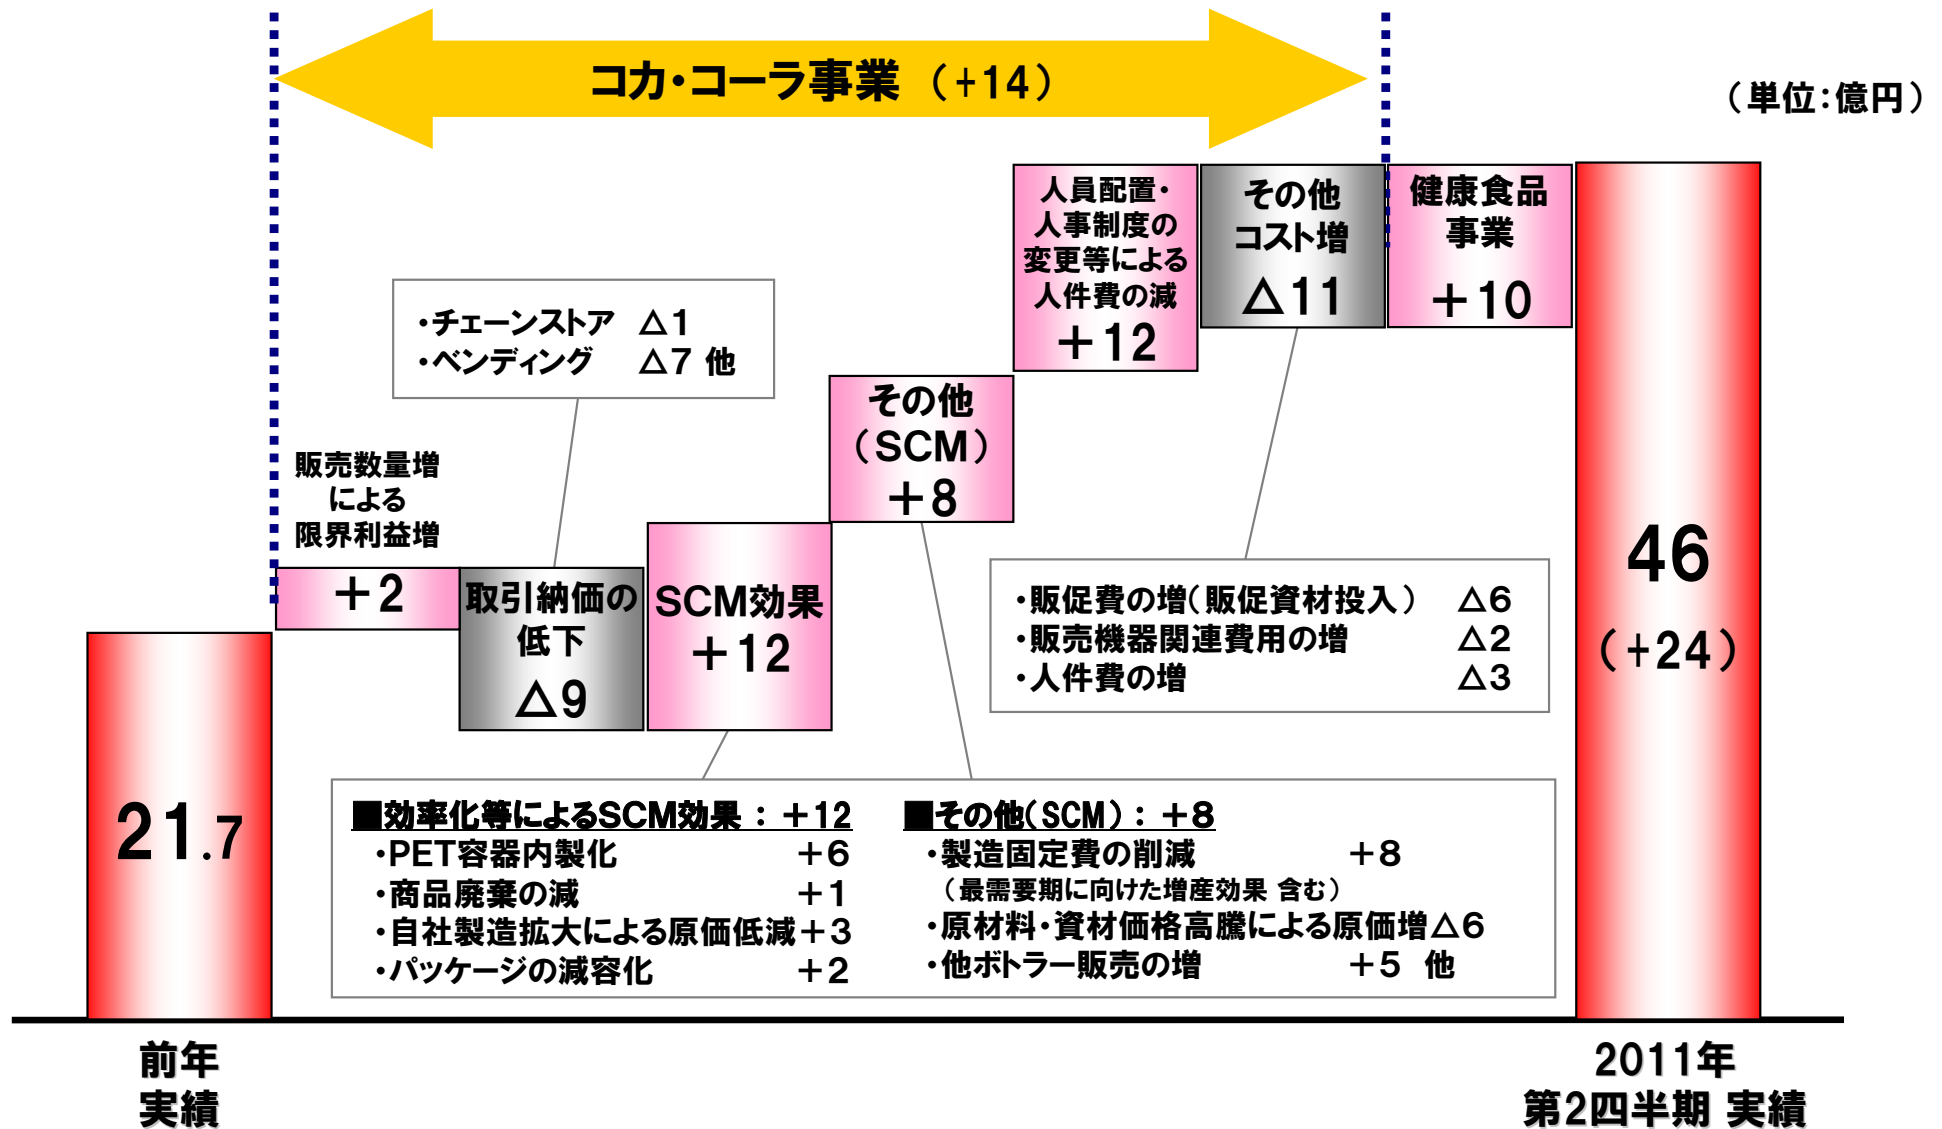 コカ・コーラ事業 （+14）
（単位：億円）
人員配置・
人事制度の
変更等による
人件費の減
＋12
その他
コスト増
△11
健康食品
事業
＋10
・チェーンストア △1
・ベンディング △7 他
その他
（SCM）
＋8
販売数量増
による
限界利益増
＋2
取引納価の
低下
△9
SCM効果
＋12
・販促費の増（販促資材投入） △6
・販売機器関連費用の増 △2
・人件費の増 △3
46
（+24）
21.7
■効率化等によるSCM効果 ： ＋12
・PET容器内製化 ＋6
・商品廃棄の減 ＋1
・自社製造拡大による原価低減＋3
・パッケージの減容化 ＋2
■その他（SCM）： ＋8
・製造固定費の削減 ＋8
（最需要期に向けた増産効果 含む）
・原材料・資材価格高騰による原価増△6
・他ボトラー販売の増 ＋5 他
前年
実績
2011年
第2四半期 実績